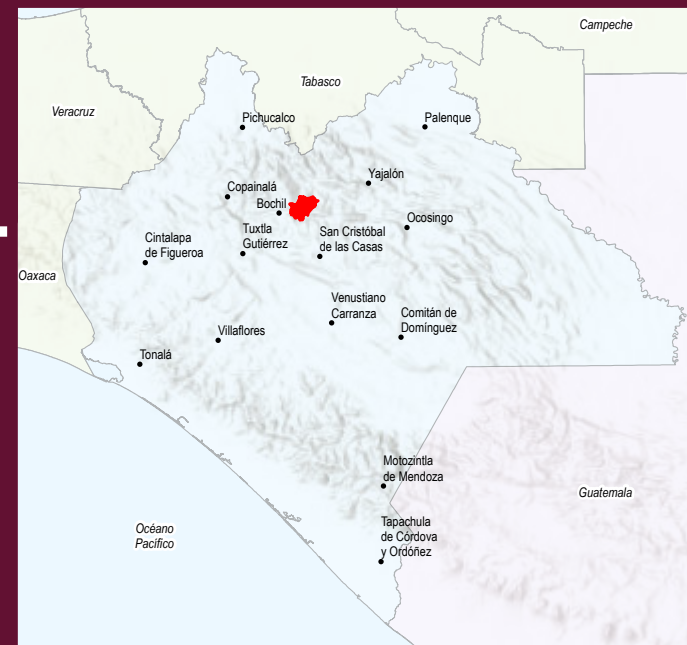 Campeche
Tabasco
Veracruz
Pichucalco
Palenque
Yajalón
Copainalá
Bochil
Ocosingo
Tuxtla
Gutiérrez
San Cristóbal
de las Casas
Cintalapa
de Figueroa
Oaxaca
Venustiano
Carranza
Comitán de
Domínguez
Villaflores
Tonalá
Motozintla
de Mendoza
Guatemala
Océano
Pacífico
Tapachula
de Córdova
y Ordóñez